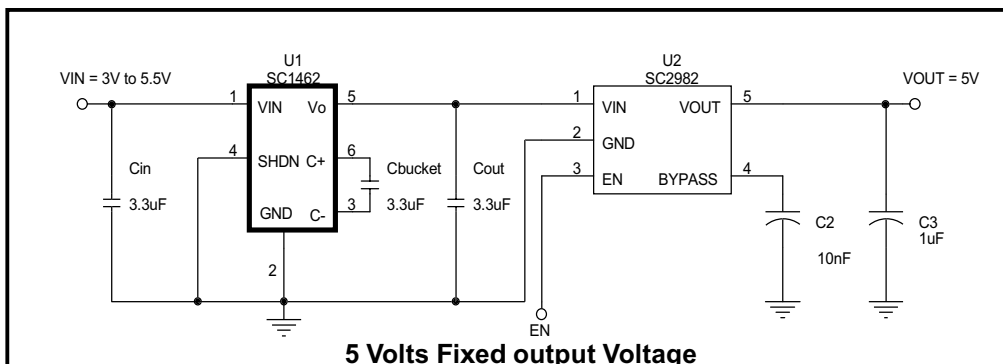 U1
SC1462
U2
SC2982
VIN = 3V to 5.5V
VOUT = 5V
1
VIN
Vo
5
4
SHDN
C+
6
GND
C-
3
2
Cin
3.3uF
Cbucket
3.3uF
Cout
3.3uF
1
VIN
VOUT
5
2
GND
3
EN
BYPASS
4
C2
10nF
C3
1uF
EN
5 Volts Fixed output Voltage